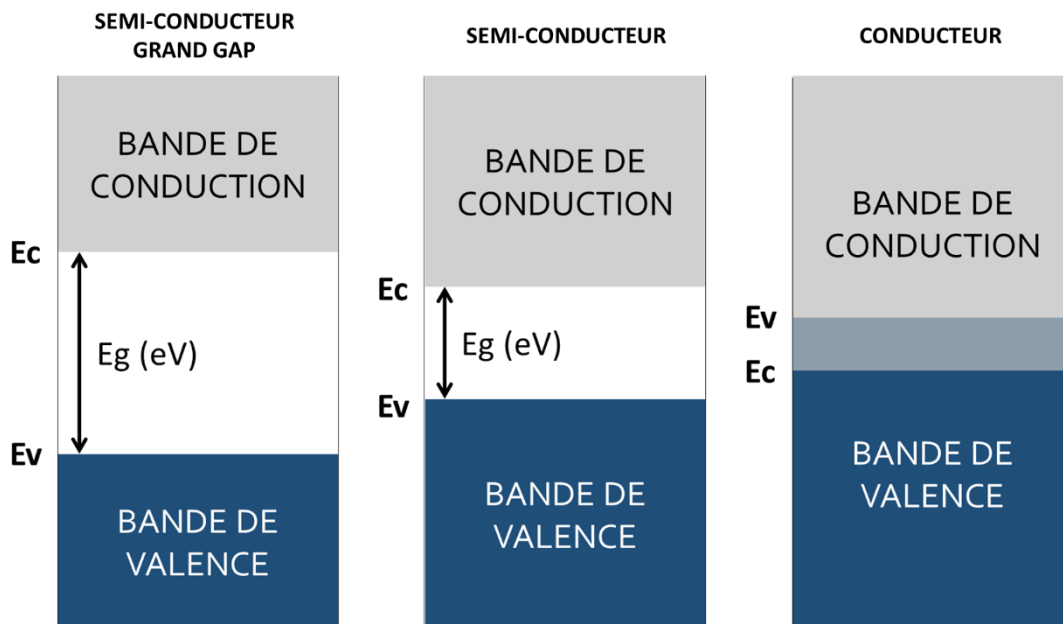 SEMI-CONDUCTEUR
GRAND GAP
BANDE DE
CONDUCTION
Ec
Eg (eV)
Ev
BANDE DE
VALENCE
SEMI-CONDUCTEUR
BANDE DE
CONDUCTION
Ec
Eg (eV)
Ev
BANDE DE
VALENCE
CONDUCTEUR
BANDE DE
CONDUCTION
Ev
Ec
BANDE DE
VALENCE